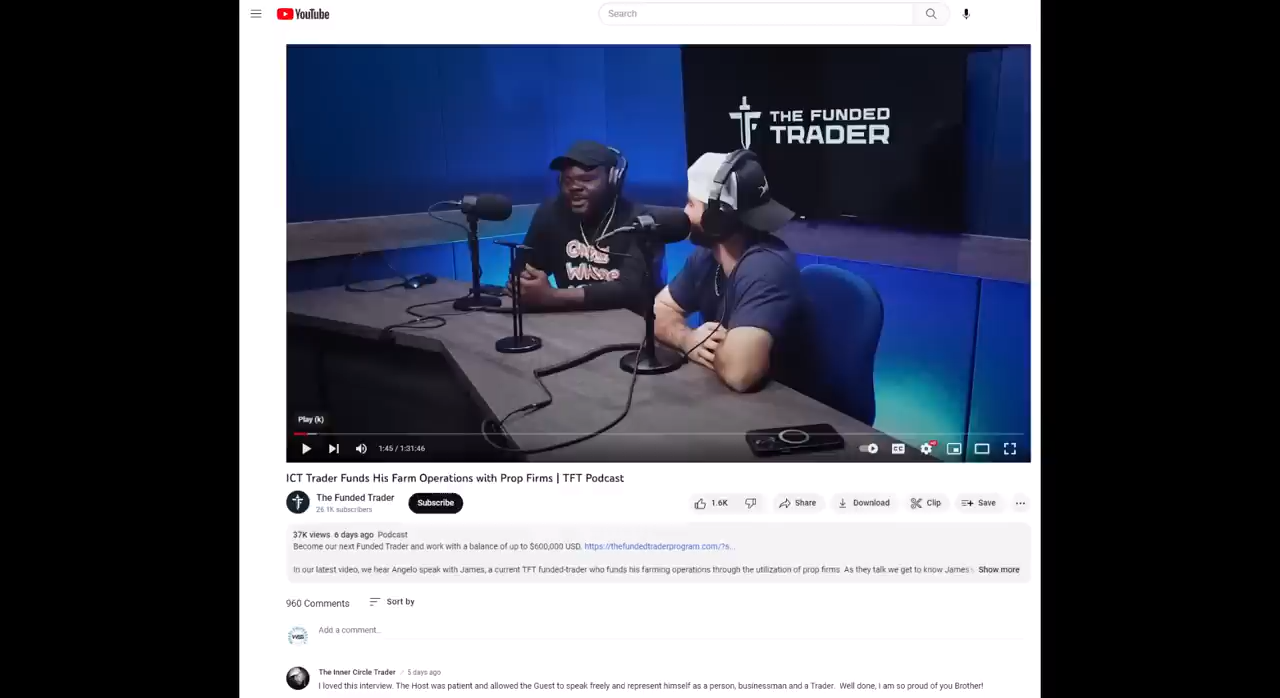 YouTube
Search
THE FUNDED
TRADER
Play (k)
1:45 / 1:31:46
CC
ICT Trader Funds His Farm Operations with Prop Firms | TFT Podcast
The Funded Trader
26.1K subscribers
Subscribe
1.6K
Share
Download
Clip
Save
37K views 6 days ago Podcast
Become our next Funded Trader and work with a balance of up to $600,000 USD. https://thefundedtraderprogram.com/?s...
In our latest video, we hear Angelo speak with James, a current TFT funded-trader who funds his farming operations through the utilization of prop firms. As they talk we get to know James Show more
960 Comments
Sort by
Add a comment...
The Inner Circle Trader 5 days ago
I loved this interview. The Host was patient and allowed the Guest to speak freely and represent himself as a person, businessman and a Trader. Well done, I am so proud of you Brother!